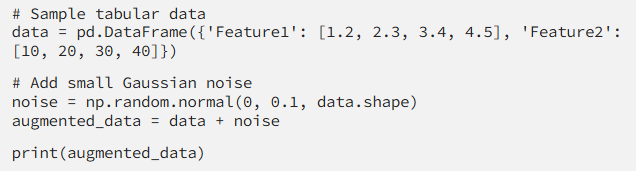 # Sample tabular data
data = pd.DataFrame({'Feature1': [1.2, 2.3, 3.4, 4.5], 'Feature2':
[10, 20, 30, 40]})
# Add small Gaussian noise
noise = np.random.normal(0, 0.1, data.shape)
augmented_data = data + noise
print(augmented_data)